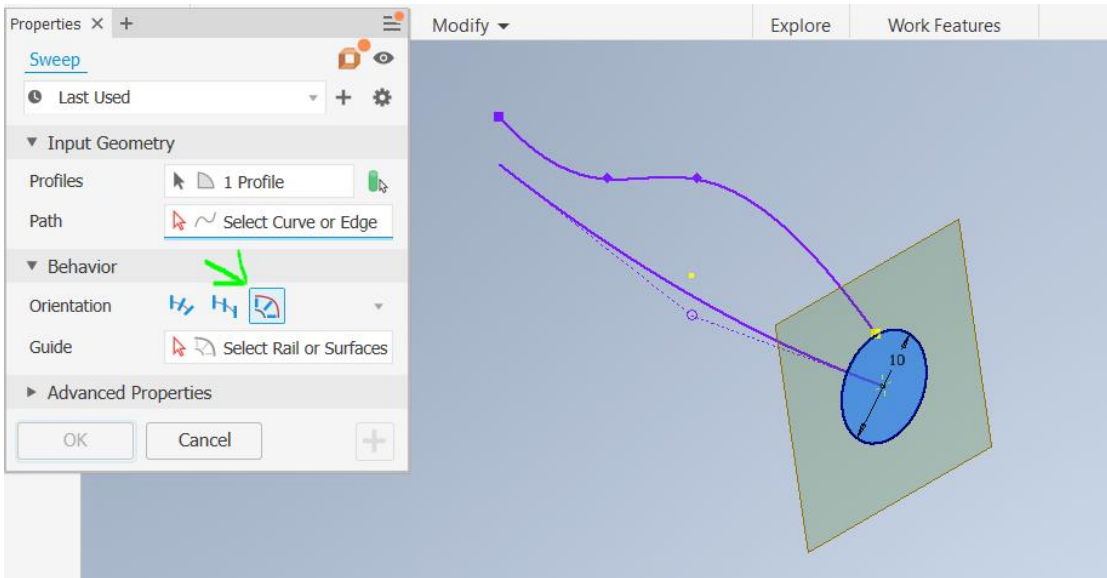 Properties × +
Modify
Explore
Work Features
Sweep
Last Used
Input Geometry
Profiles
1 Profile
Path
Select Curve or Edge
Behavior
Orientation
Guide
Select Rail or Surfaces
Advanced Properties
OK
Cancel
10